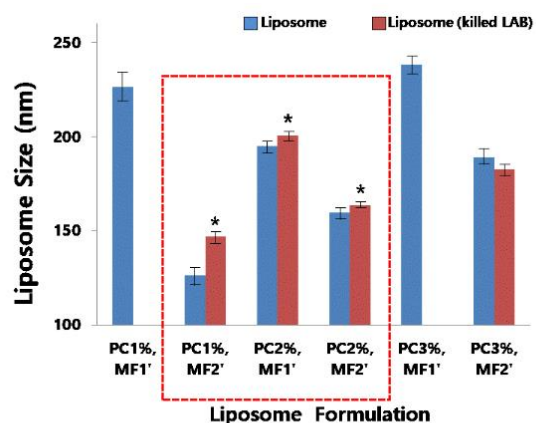 Liposome
Liposome (killed LAB)
Liposome Size (nm)
250
200
150
100
*
*
*
PC1%, MF1'
PC1%, MF2'
PC2%, MF1'
PC2%, MF2'
PC3%, MF1'
PC3%, MF2'
Liposome Formulation